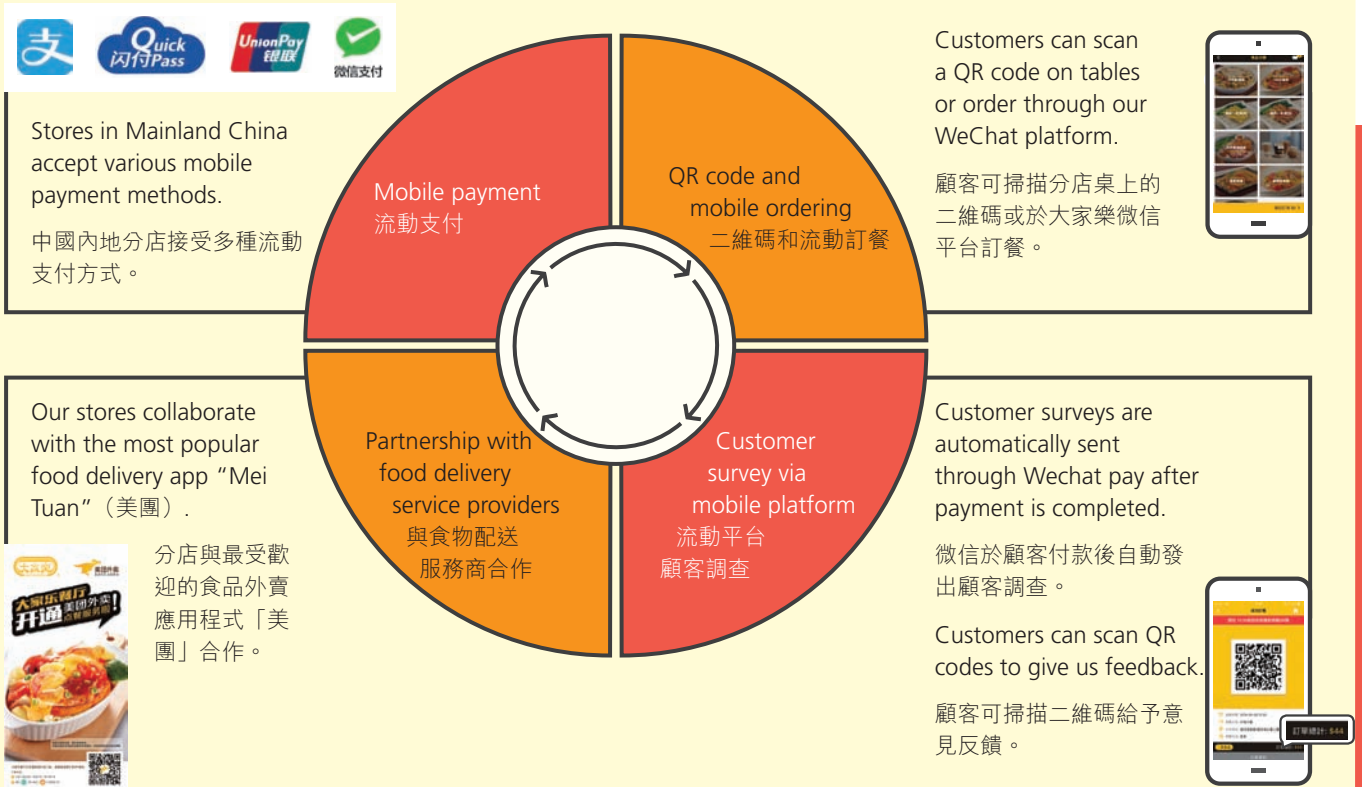 支
Quick
闪付Pass
UnionPay
银联
微信支付
Stores in Mainland China
accept various mobile
payment methods.
中國內地分店接受多種流動
支付方式。
Mobile payment
流動支付
QR code and
mobile ordering
二維碼和流動訂餐
Customers can scan
a QR code on tables
or order through our
WeChat platform.
顧客可掃描分店桌上的
二維碼或於大家樂微信
平台訂餐。
Our stores collaborate
with the most popular
food delivery app “Mei
Tuan”（美團）.
分店與最受歡
迎的食品外賣
應用程式「美
團」合作。
大家乐餐厅
开通美团外卖!
Partnership with
food delivery
service providers
與食物配送
服務商合作
Customer
survey via
mobile platform
流動平台
顧客調查
Customer surveys are
automatically sent
through Wechat pay after
payment is completed.
微信於顧客付款後自動發
出顧客調查。
Customers can scan QR
codes to give us feedback.
顧客可掃描二維碼給予意
見反饋。
訂單總計: $44